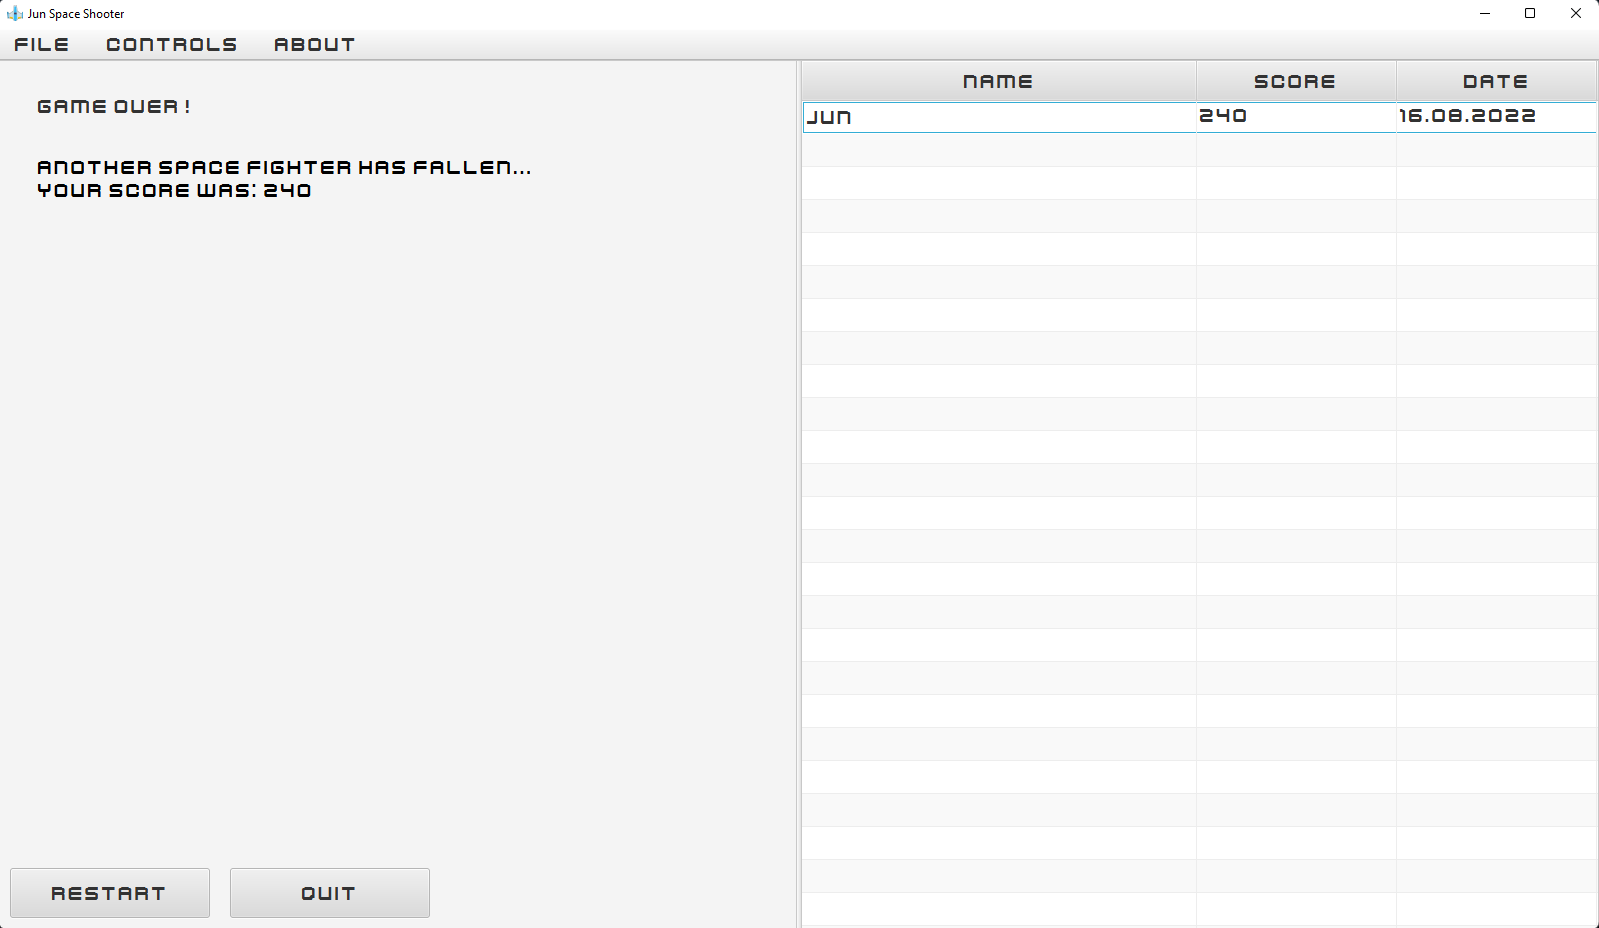 Jun Space Shooter
FILE CONTROLS ABOUT
GAME OVER !
ANOTHER SPACE FIGHTER HAS FALLEN...
YOUR SCORE WAS: 240
RESTART QUIT
NAME SCORE DATE
JUN 240 16.08.2022